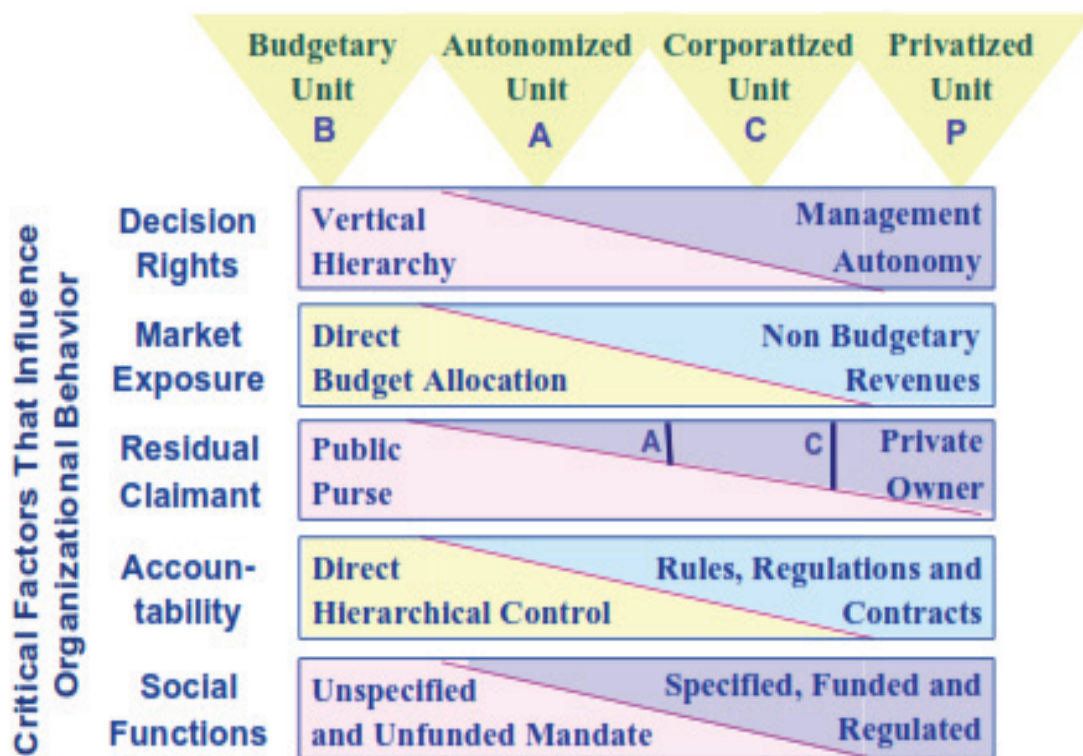 Budgetary
Unit
B
Autonomized
Unit
A
Corporatized
Unit
C
Privatized
Unit
P
Critical Factors That Influence
Organizational Behavior
Decision
Rights
Vertical
Hierarchy
Management
Autonomy
Market
Exposure
Direct
Budget Allocation
Non Budgetary
Revenues
Residual
Claimant
Public
Purse
A
C
Private
Owner
Accoun-
tability
Direct
Hierarchical Control
Rules, Regulations and
Contracts
Social
Functions
Unspecified
and Unfunded Mandate
Specified, Funded and
Regulated